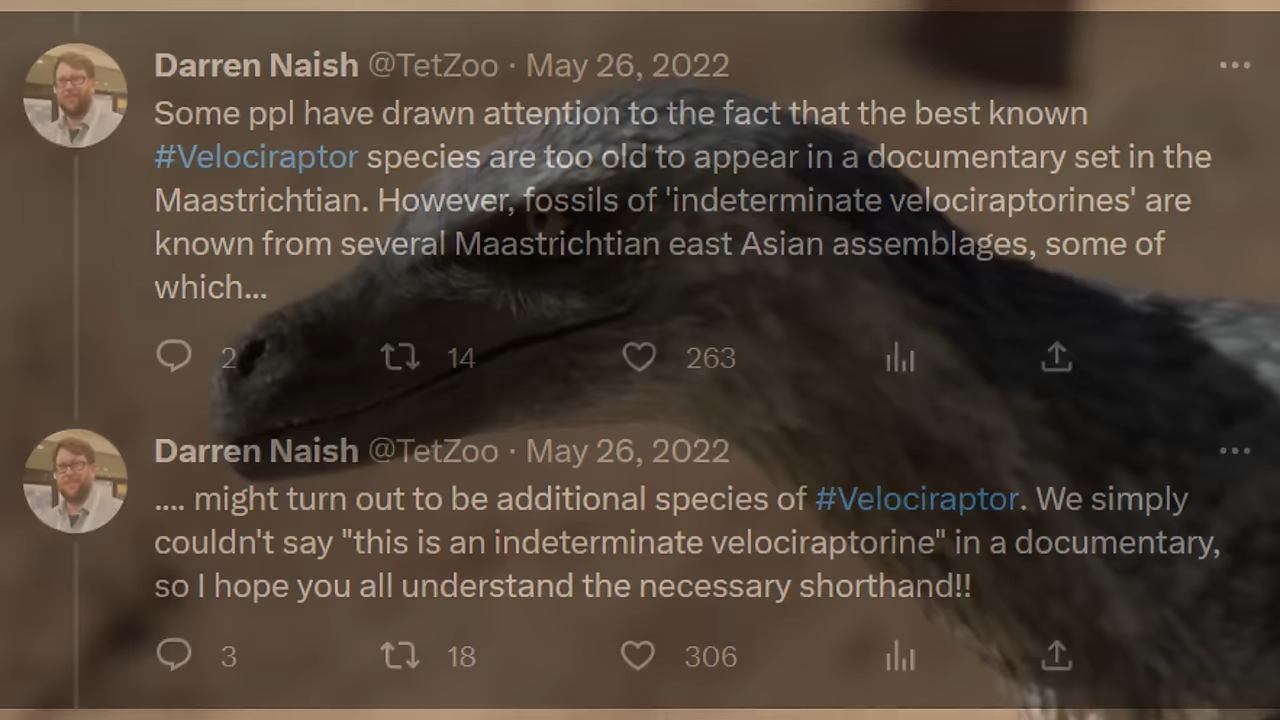 Darren Naish @TetZoo · May 26, 2022
Some ppl have drawn attention to the fact that the best known
#Velociraptor species are too old to appear in a documentary set in the
Maastrichtian. However, fossils of 'indeterminate velociraptorines' are
known from several Maastrichtian east Asian assemblages, some of
which...
2 14 263
Darren Naish @TetZoo · May 26, 2022
.... might turn out to be additional species of #Velociraptor. We simply
couldn't say "this is an indeterminate velociraptorine" in a documentary,
so I hope you all understand the necessary shorthand!!
3 18 306